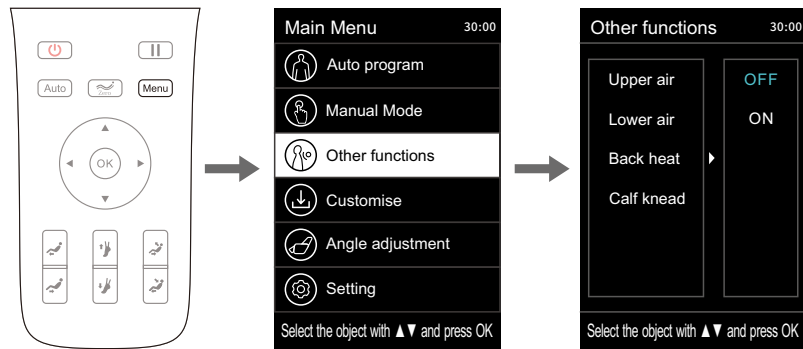 Auto
Zero
Menu
OK
Main Menu 30:00
Auto program
Manual Mode
Other functions
Customise
Angle adjustment
Setting
Select the object with ▲▼ and press OK
Other functions 30:00
Upper air OFF
Lower air ON
Back heat
Calf knead
Select the object with ▲▼ and press OK